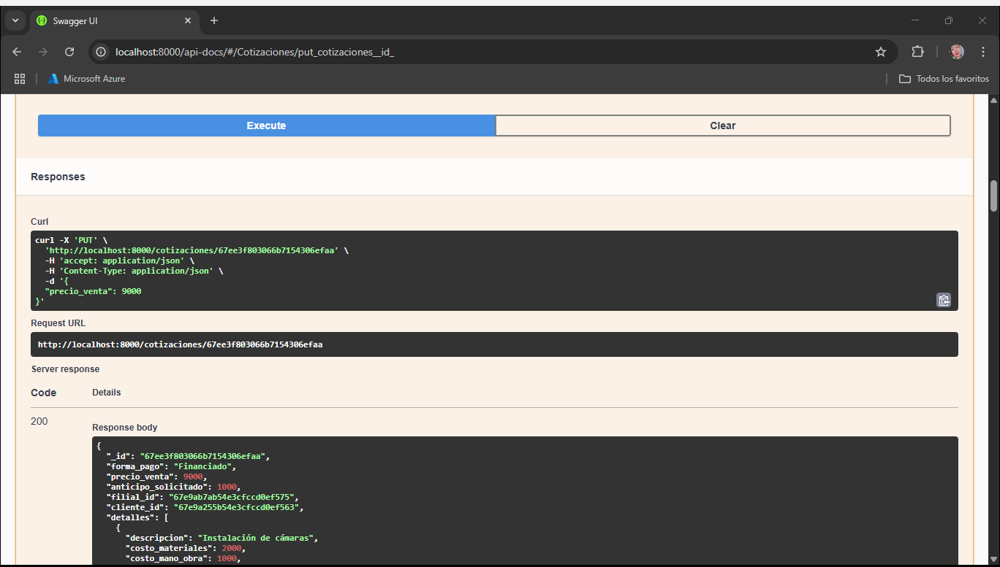 Swagger UI
localhost:8000/api-docs/#/Cotizaciones/put_cotizaciones__id_
Microsoft Azure
Todos los favoritos
Execute
Clear
Responses
Curl
curl -X 'PUT' \
'http://localhost:8000/cotizaciones/67ee3f803066b7154306efaa' \
-H 'accept: application/json' \
-H 'Content-Type: application/json' \
-d '{
"precio_venta": 9000
}'
Request URL
http://localhost:8000/cotizaciones/67ee3f803066b7154306efaa
Server response
Code Details
200
Response body
{
"_id": "67ee3f803066b7154306efaa",
"forma_pago": "Financiado",
"precio_venta": 9000,
"anticipo_solicitado": 1000,
"filial_id": "67e9ab7ab54e3cfccd0ef575",
"cliente_id": "67e9a255b54e3cfccd0ef563",
"detalles": [
{
"descripcion": "Instalación de cámaras",
"costo_materiales": 2000,
"costo_mano_obra": 1000,